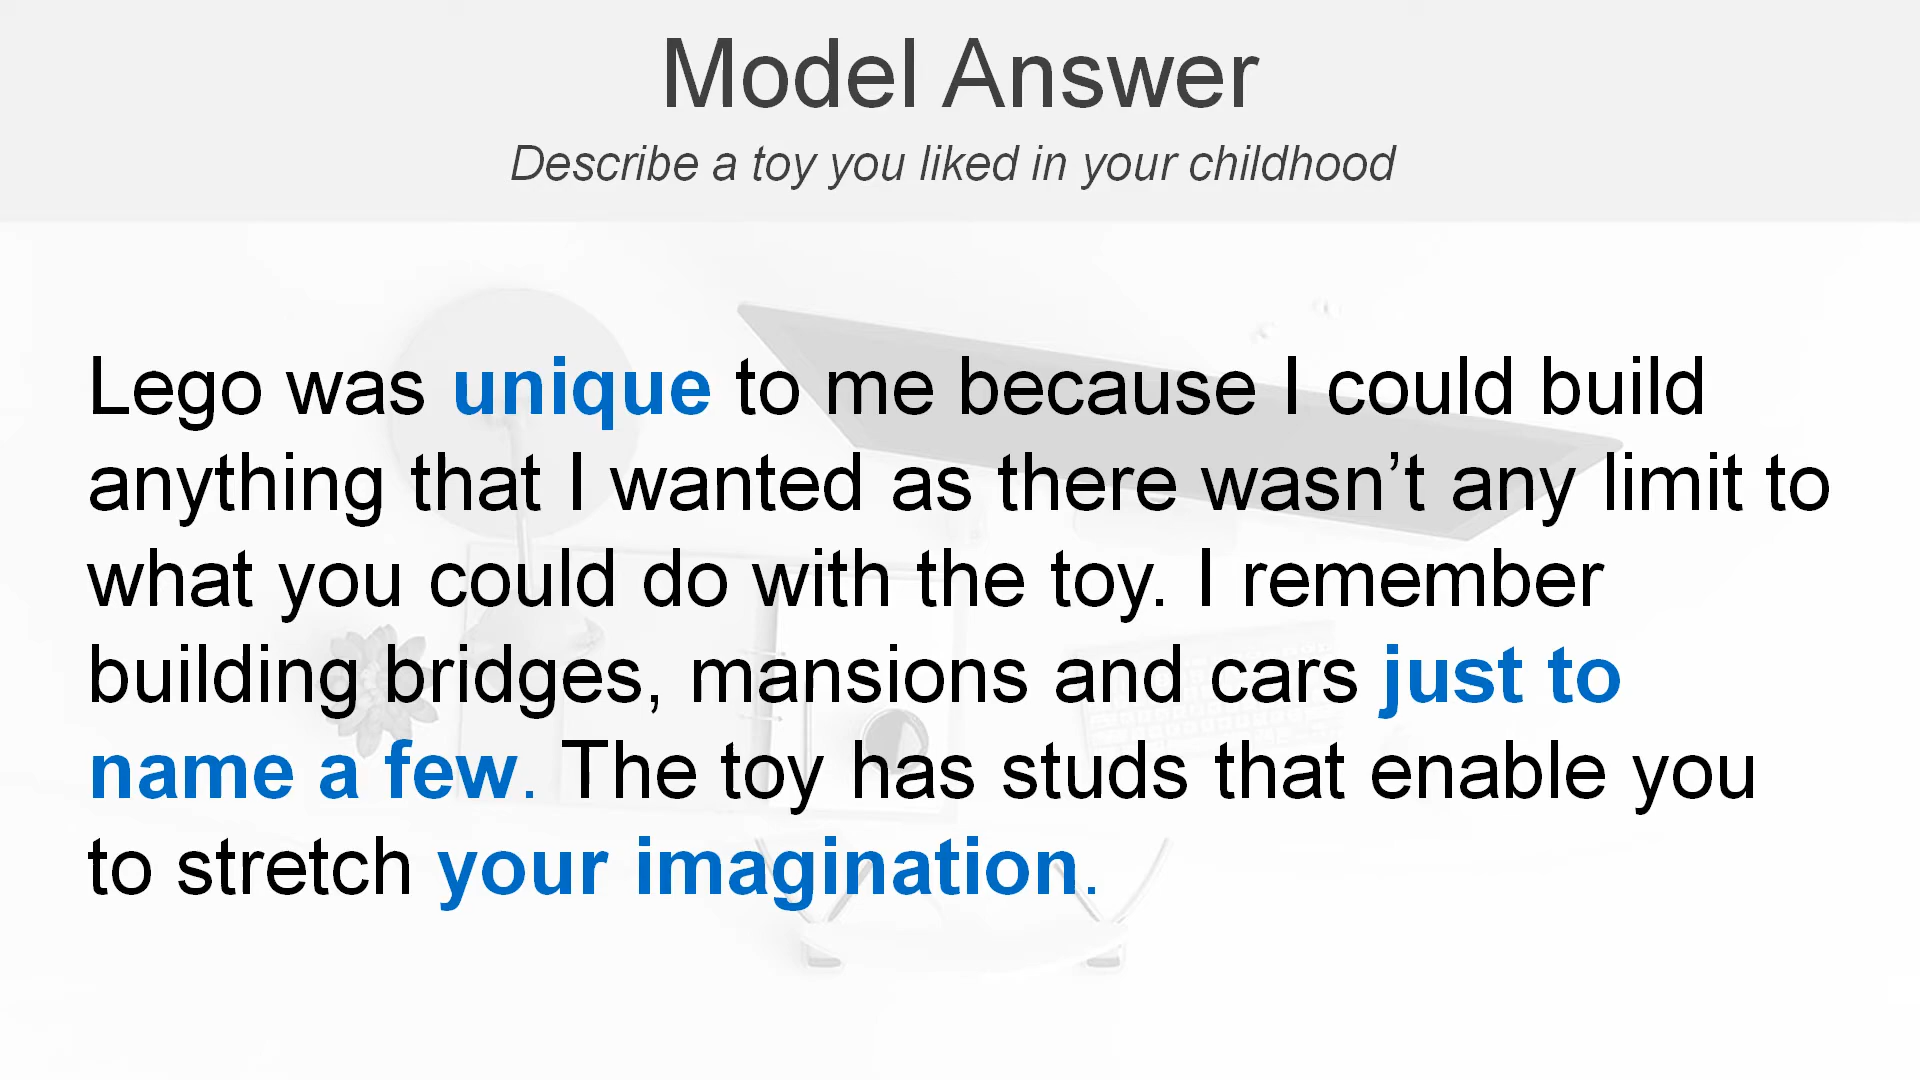 Model Answer
Describe a toy you liked in your childhood
Lego was unique to me because I could build
anything that I wanted as there wasn’t any limit to
what you could do with the toy. I remember
building bridges, mansions and cars just to
name a few. The toy has studs that enable you
to stretch your imagination.